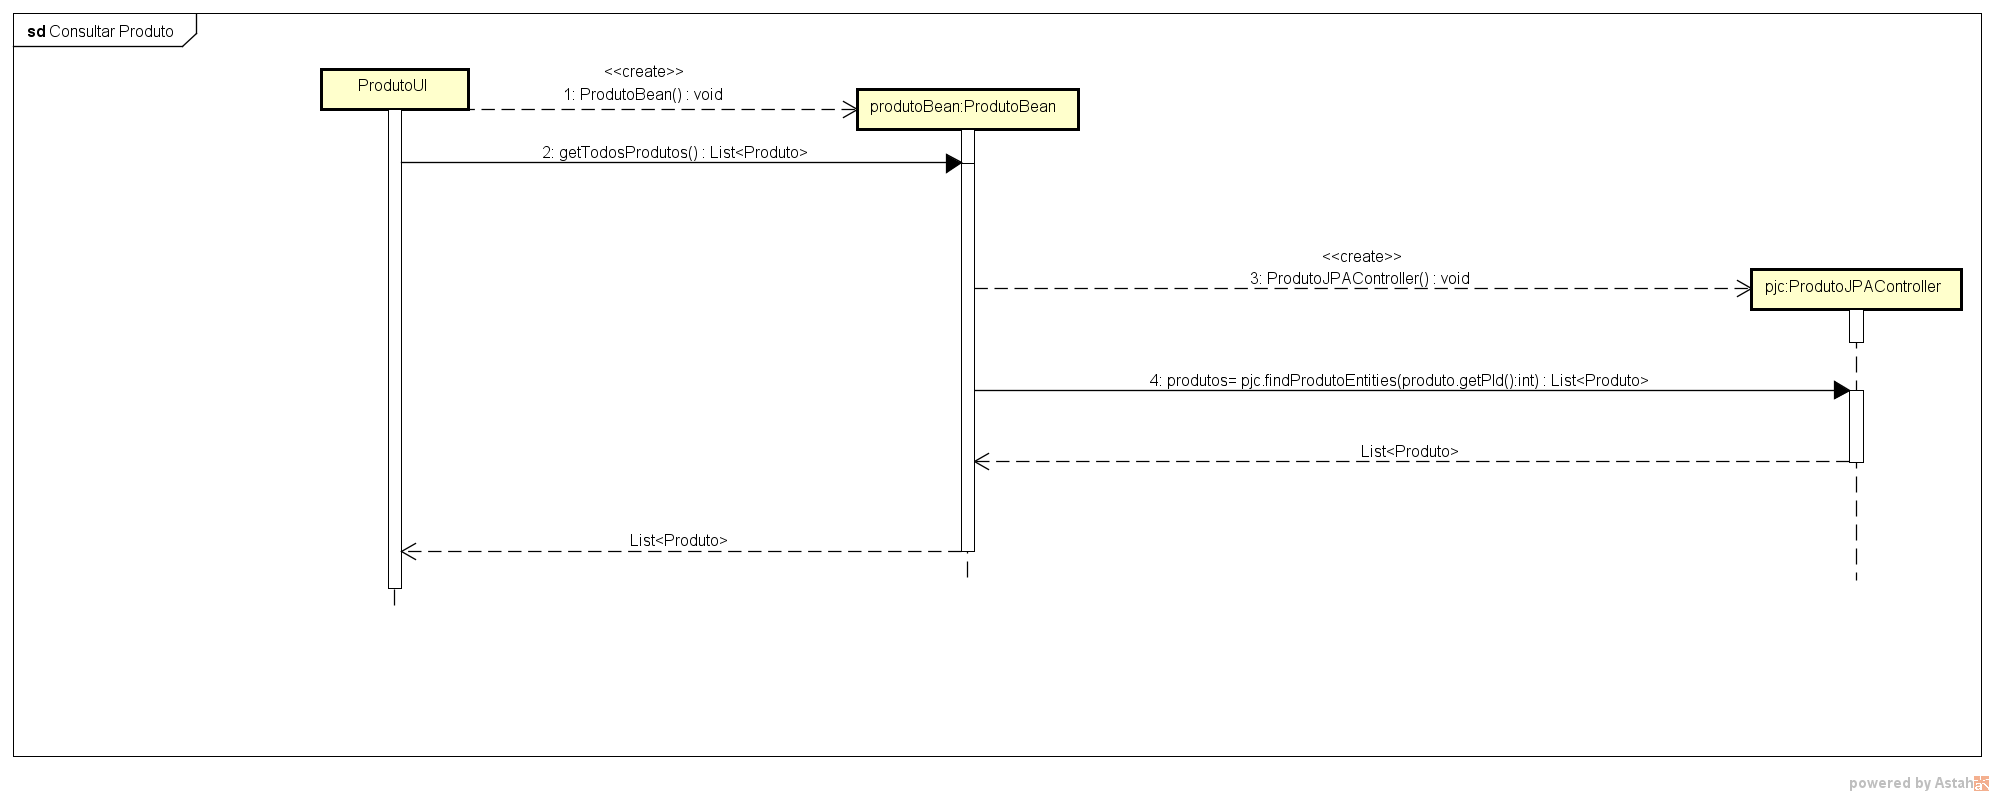 sd Consultar Produto
ProdutoUI
<<create>>
1: ProdutoBean() : void
produtoBean:ProdutoBean
2: getTodosProdutos() : List<Produto>
<<create>>
3: ProdutoJPAController() : void
pjc:ProdutoJPAController
4: produtos= pjc.findProdutoEntities(produto.getPId():int) : List<Produto>
List<Produto>
List<Produto>
powered by Astah